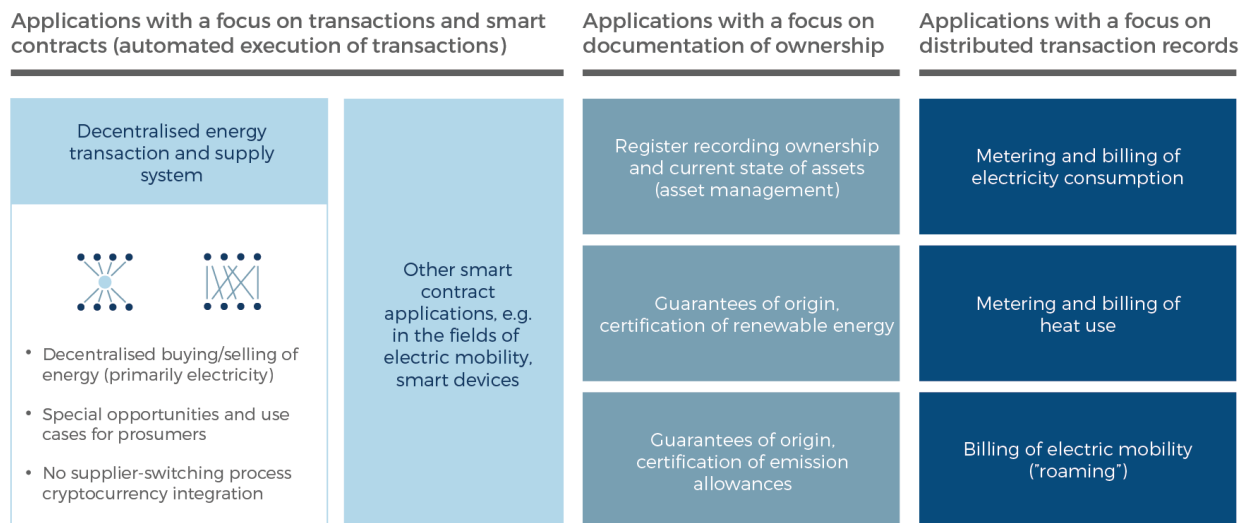 Applications with a focus on transactions and smart
contracts (automated execution of transactions)
Decentralised energy
transaction and supply
system
• Decentralised buying/selling of
energy (primarily electricity)
• Special opportunities and use
cases for prosumers
• No supplier-switching process
cryptocurrency integration
Other smart
contract
applications, e.g.
in the fields of
electric mobility,
smart devices
Applications with a focus on
documentation of ownership
Register recording ownership
and current state of assets
(asset management)
Guarantees of origin,
certification of renewable energy
Guarantees of origin,
certification of emission
allowances
Applications with a focus on
distributed transaction records
Metering and billing of
electricity consumption
Metering and billing of
heat use
Billing of electric mobility
(”roaming”)